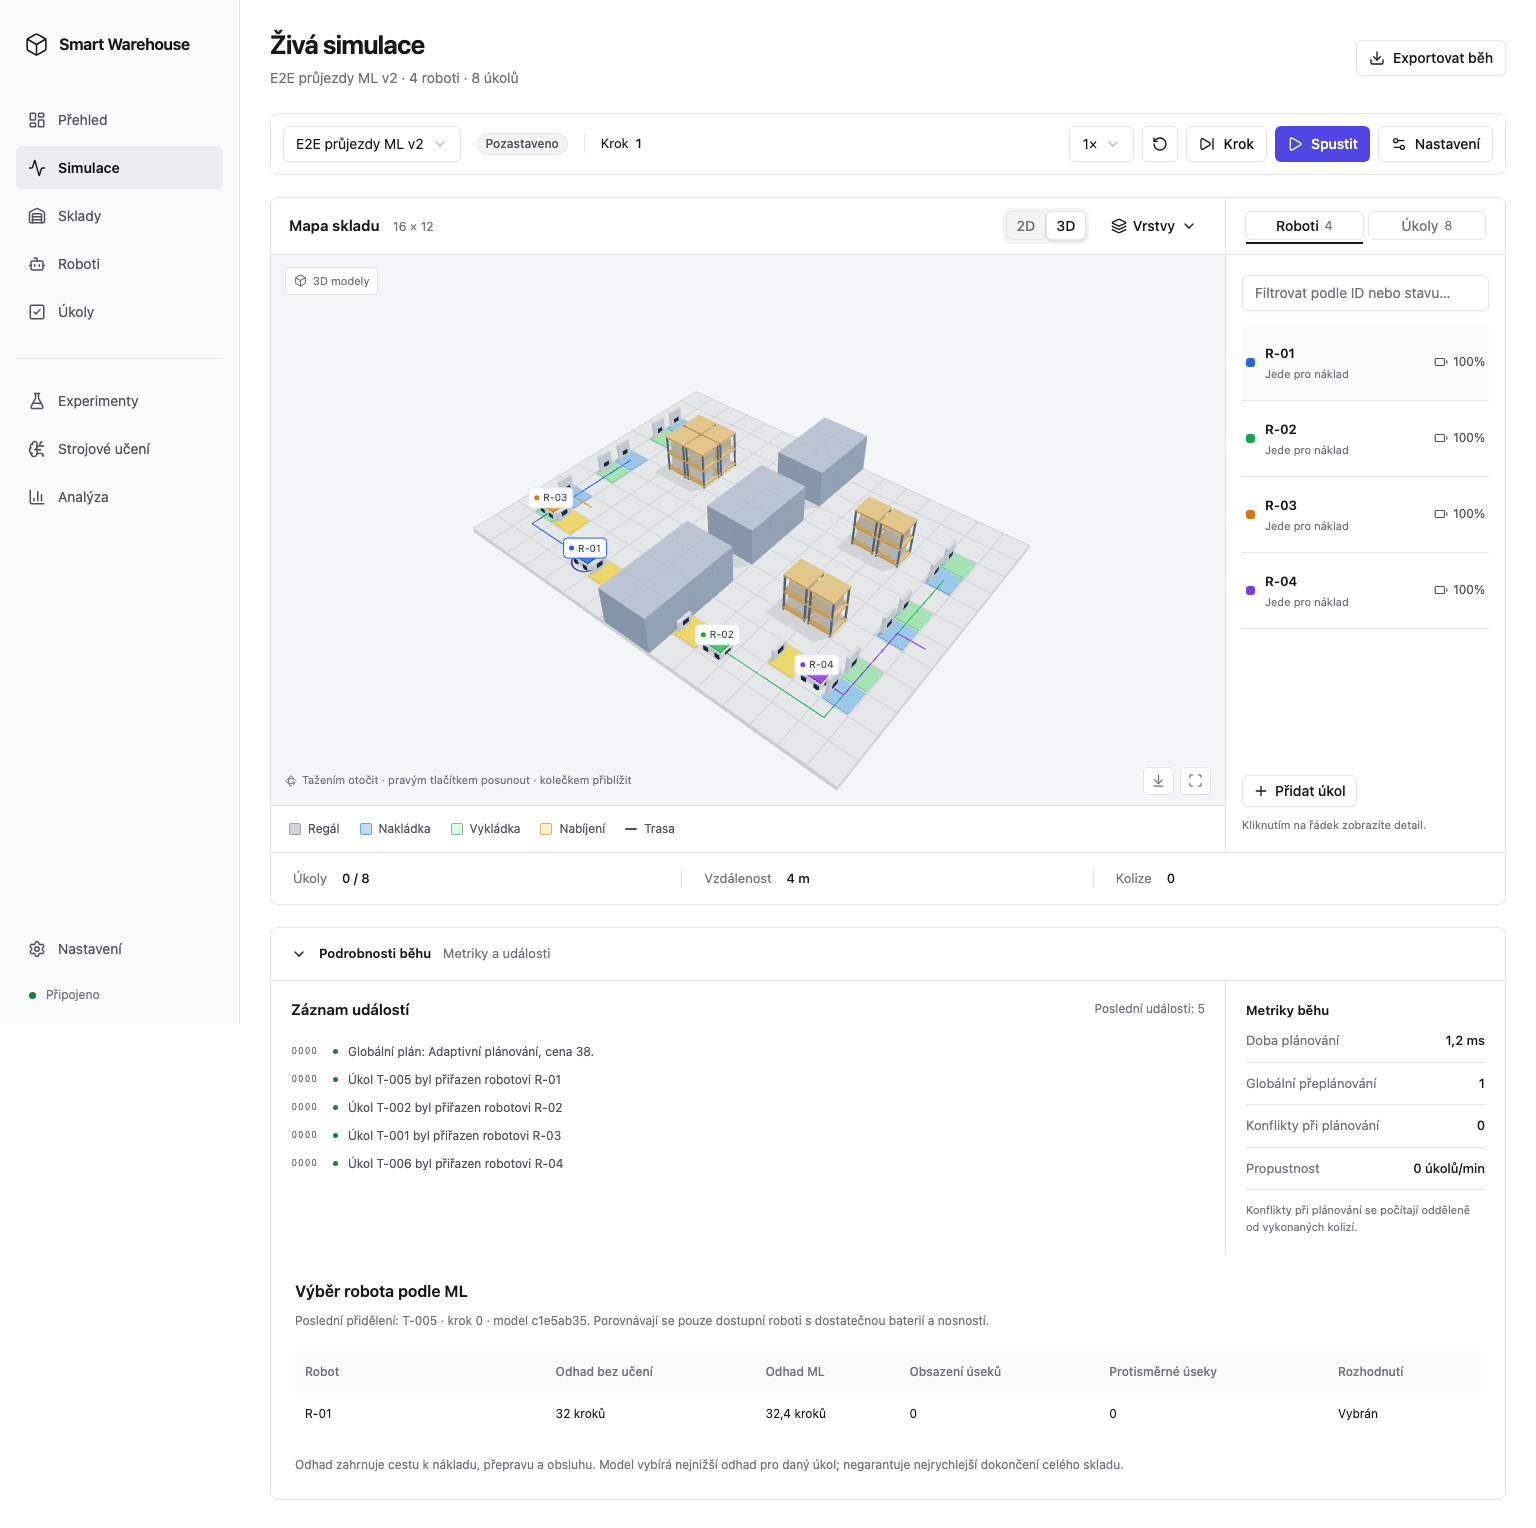 Smart Warehouse
Přehled
Simulace
Sklady
Roboti
Úkoly
Experimenty
Strojové učení
Analýza
Nastavení
Připojeno
Živá simulace
E2E průjezdy ML v2 · 4 roboti · 8 úkolů
Exportovat běh
E2E průjezdy ML v2
Pozastaveno
Krok 1
1×
Krok
Spustit
Nastavení
Mapa skladu 16 × 12
2D
3D
Vrstvy
3D modely
R-03
R-01
R-02
R-04
Tažením otočit · pravým tlačítkem posunout · kolečkem přiblížit
Regál
Nakládka
Vykládka
Nabíjení
Trasa
Roboti 4
Úkoly 8
Filtrovat podle ID nebo stavu...
R-01
Jede pro náklad
100%
R-02
Jede pro náklad
100%
R-03
Jede pro náklad
100%
R-04
Jede pro náklad
100%
Přidat úkol
Kliknutím na řádek zobrazíte detail.
Úkoly 0 / 8
Vzdálenost 4 m
Kolize 0
Podrobnosti běhu Metriky a události
Záznam událostí
Poslední události: 5
0000 Globální plán: Adaptivní plánování, cena 38.
0000 Úkol T-005 byl přiřazen robotovi R-01
0000 Úkol T-002 byl přiřazen robotovi R-02
0000 Úkol T-001 byl přiřazen robotovi R-03
0000 Úkol T-006 byl přiřazen robotovi R-04
Metriky běhu
Doba plánování 1,2 ms
Globální přeplánování 1
Konflikty při plánování 0
Propustnost 0 úkolů/min
Konflikty při plánování se počítají odděleně
od vykonaných kolizí.
Výběr robota podle ML
Poslední přidělení: T-005 · krok 0 · model c1e5ab35. Porovnávají se pouze dostupní roboti s dostatečnou baterií a nosností.
Robot Odhad bez učení Odhad ML Obsazení úseků Protisměrné úseky Rozhodnutí
R-01 32 kroků 32,4 kroků 0 0 Vybrán
Odhad zahrnuje cestu k nákladu, přepravu a obsluhu. Model vybírá nejnižší odhad pro daný úkol; negarantuje nejrychlejší dokončení celého skladu.